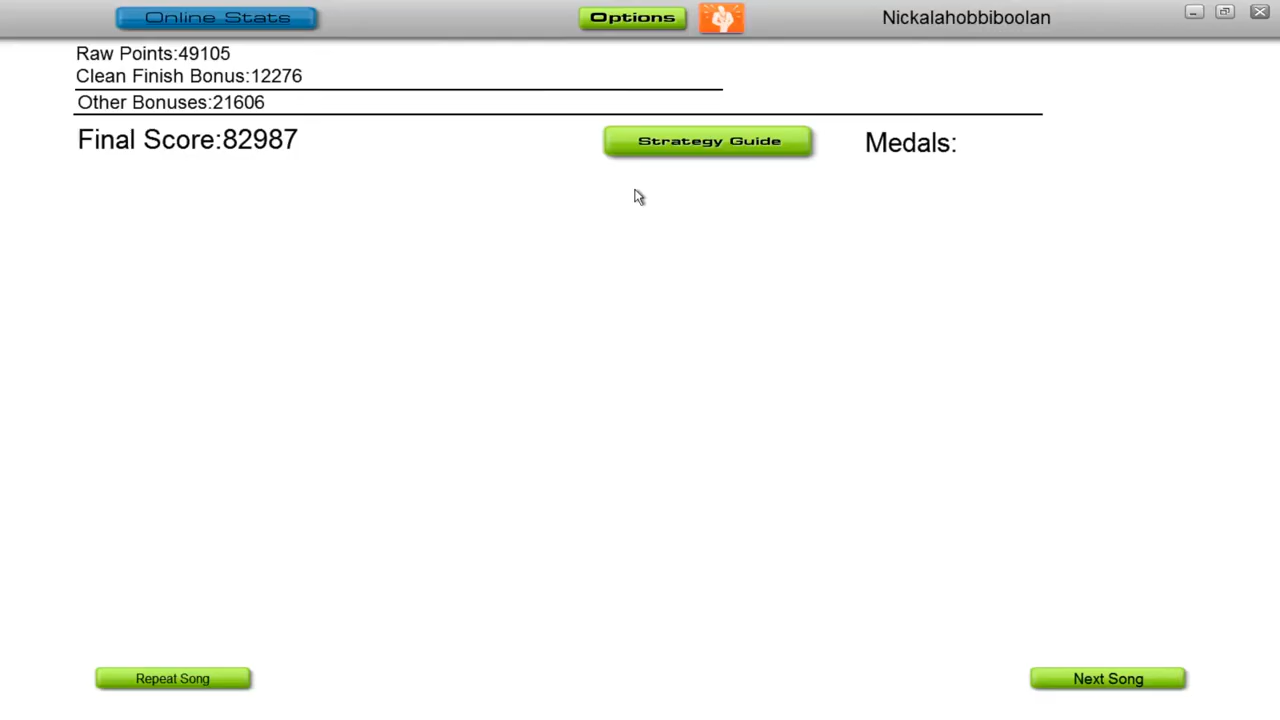 Online Stats
Options
Nickalahobbiboolan
Raw Points:49105
Clean Finish Bonus:12276
Other Bonuses:21606
Final Score:82987
Strategy Guide
Medals:
Repeat Song
Next Song